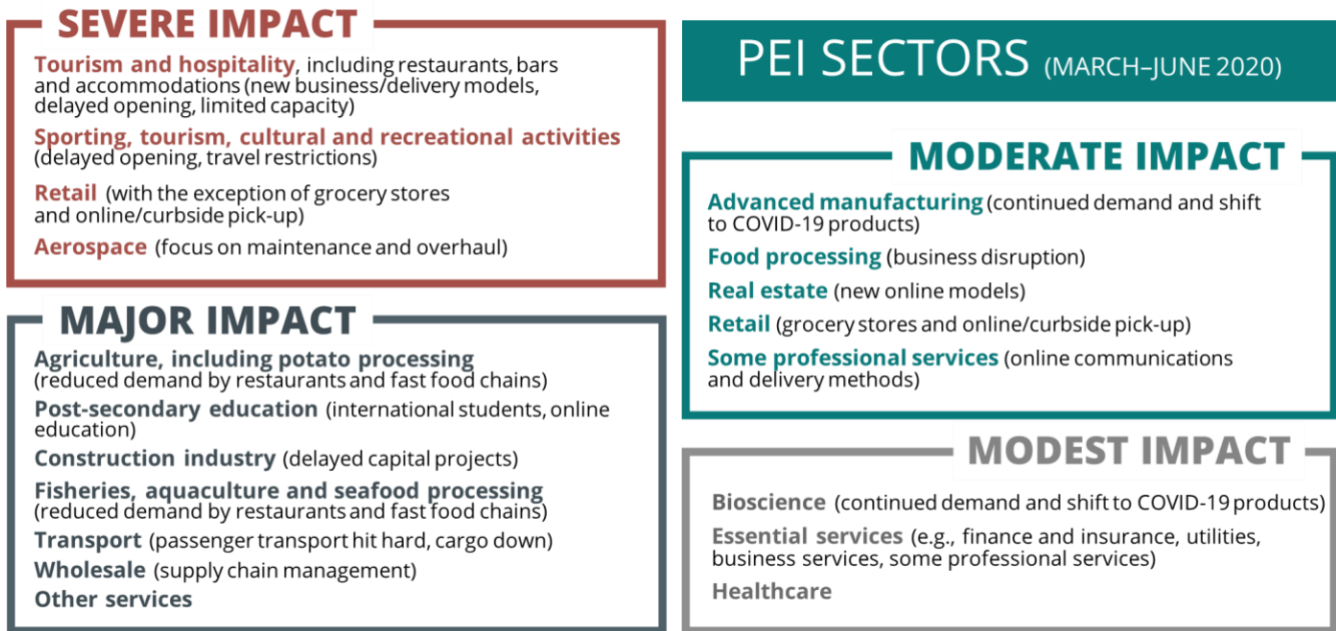 SEVERE IMPACT
Tourism and hospitality, including restaurants, bars
and accommodations (new business/delivery models,
delayed opening, limited capacity)
Sporting, tourism, cultural and recreational activities
(delayed opening, travel restrictions)
Retail (with the exception of grocery stores
and online/curbside pick-up)
Aerospace (focus on maintenance and overhaul)
MAJOR IMPACT
Agriculture, including potato processing
(reduced demand by restaurants and fast food chains)
Post-secondary education (international students, online
education)
Construction industry (delayed capital projects)
Fisheries, aquaculture and seafood processing
(reduced demand by restaurants and fast food chains)
Transport (passenger transport hit hard, cargo down)
Wholesale (supply chain management)
Other services
PEI SECTORS (MARCH–JUNE 2020)
MODERATE IMPACT
Advanced manufacturing (continued demand and shift
to COVID-19 products)
Food processing (business disruption)
Real estate (new online models)
Retail (grocery stores and online/curbside pick-up)
Some professional services (online communications
and delivery methods)
MODEST IMPACT
Bioscience (continued demand and shift to COVID-19 products)
Essential services (e.g., finance and insurance, utilities,
business services, some professional services)
Healthcare